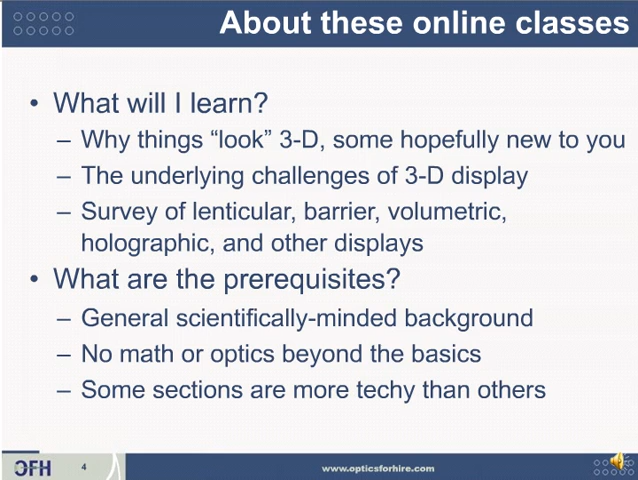 About these online classes
• What will I learn?
– Why things “look” 3-D, some hopefully new to you
– The underlying challenges of 3-D display
– Survey of lenticular, barrier, volumetric,
holographic, and other displays
• What are the prerequisites?
– General scientifically-minded background
– No math or optics beyond the basics
– Some sections are more techy than others
OFH
4
www.opticsforhire.com